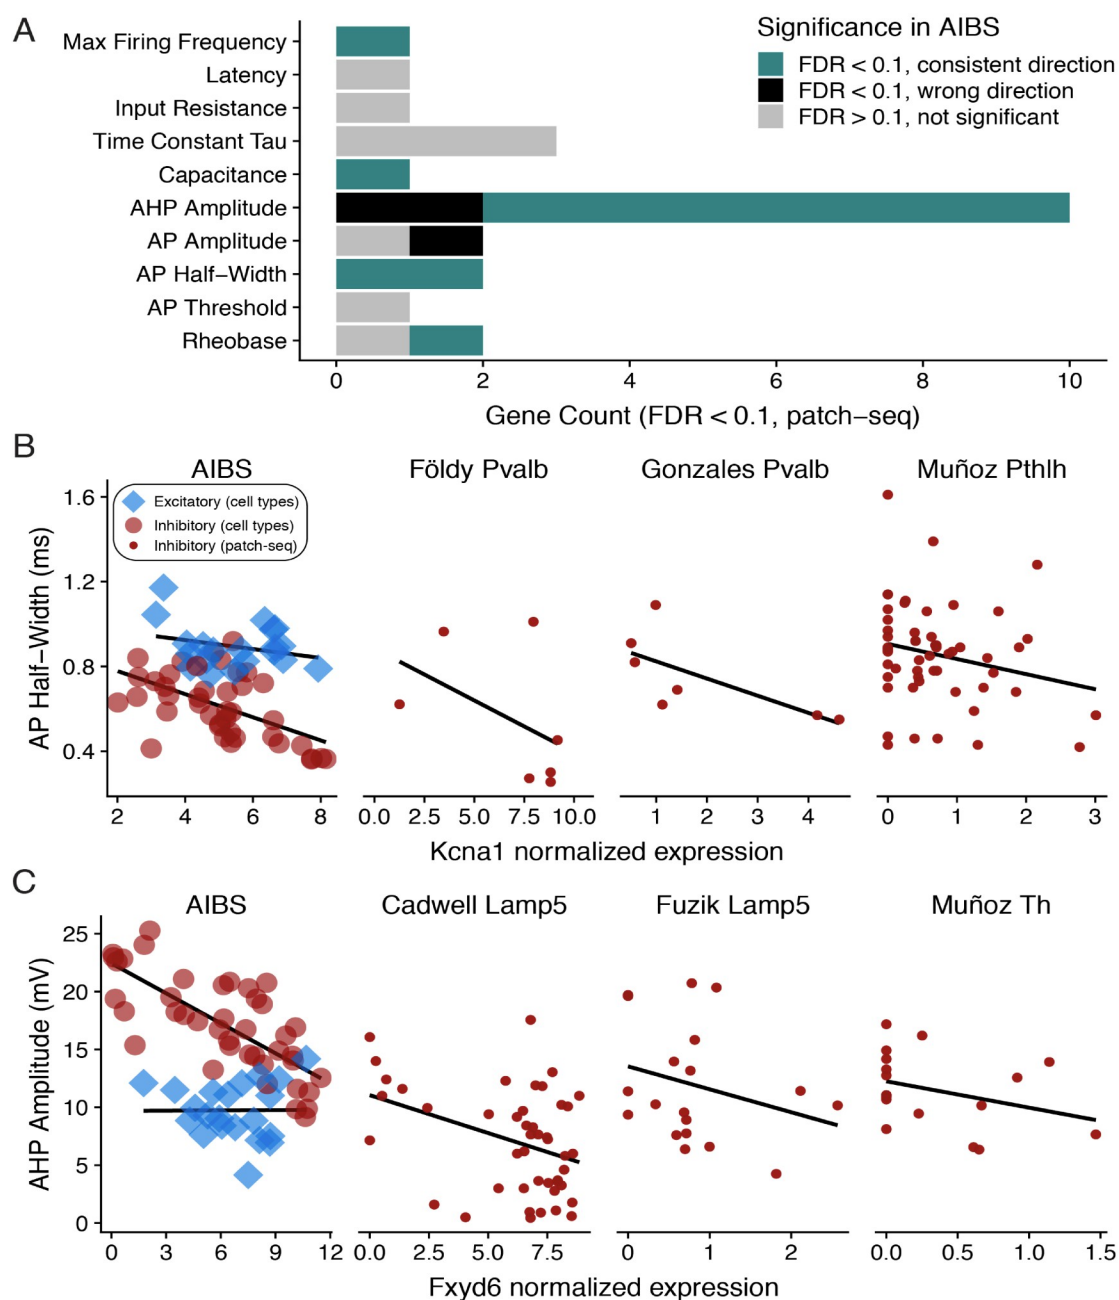 A
Significance in AIBS
FDR < 0.1, consistent direction
FDR < 0.1, wrong direction
FDR > 0.1, not significant
Max Firing Frequency
Latency
Input Resistance
Time Constant Tau
Capacitance
AHP Amplitude
AP Amplitude
AP Half−Width
AP Threshold
Rheobase
0 2 4 6 8 10
Gene Count (FDR < 0.1, patch−seq)
B
AIBS Földy Pvalb Gonzales Pvalb Muñoz Pthlh
Excitatory (cell types)
Inhibitory (cell types)
Inhibitory (patch-seq)
AP Half−Width (ms)
1.6
1.2
0.8
0.4
2 4 6 8 0.0 2.5 5.0 7.5 10.0 1 2 3 4 0 1 2 3
Kcna1 normalized expression
C
AIBS Cadwell Lamp5 Fuzik Lamp5 Muñoz Th
AHP Amplitude (mV)
25
20
15
10
5
0
0 3 6 9 12 0.0 2.5 5.0 7.5 0 1 2 0.0 0.5 1.0 1.5
Fxyd6 normalized expression